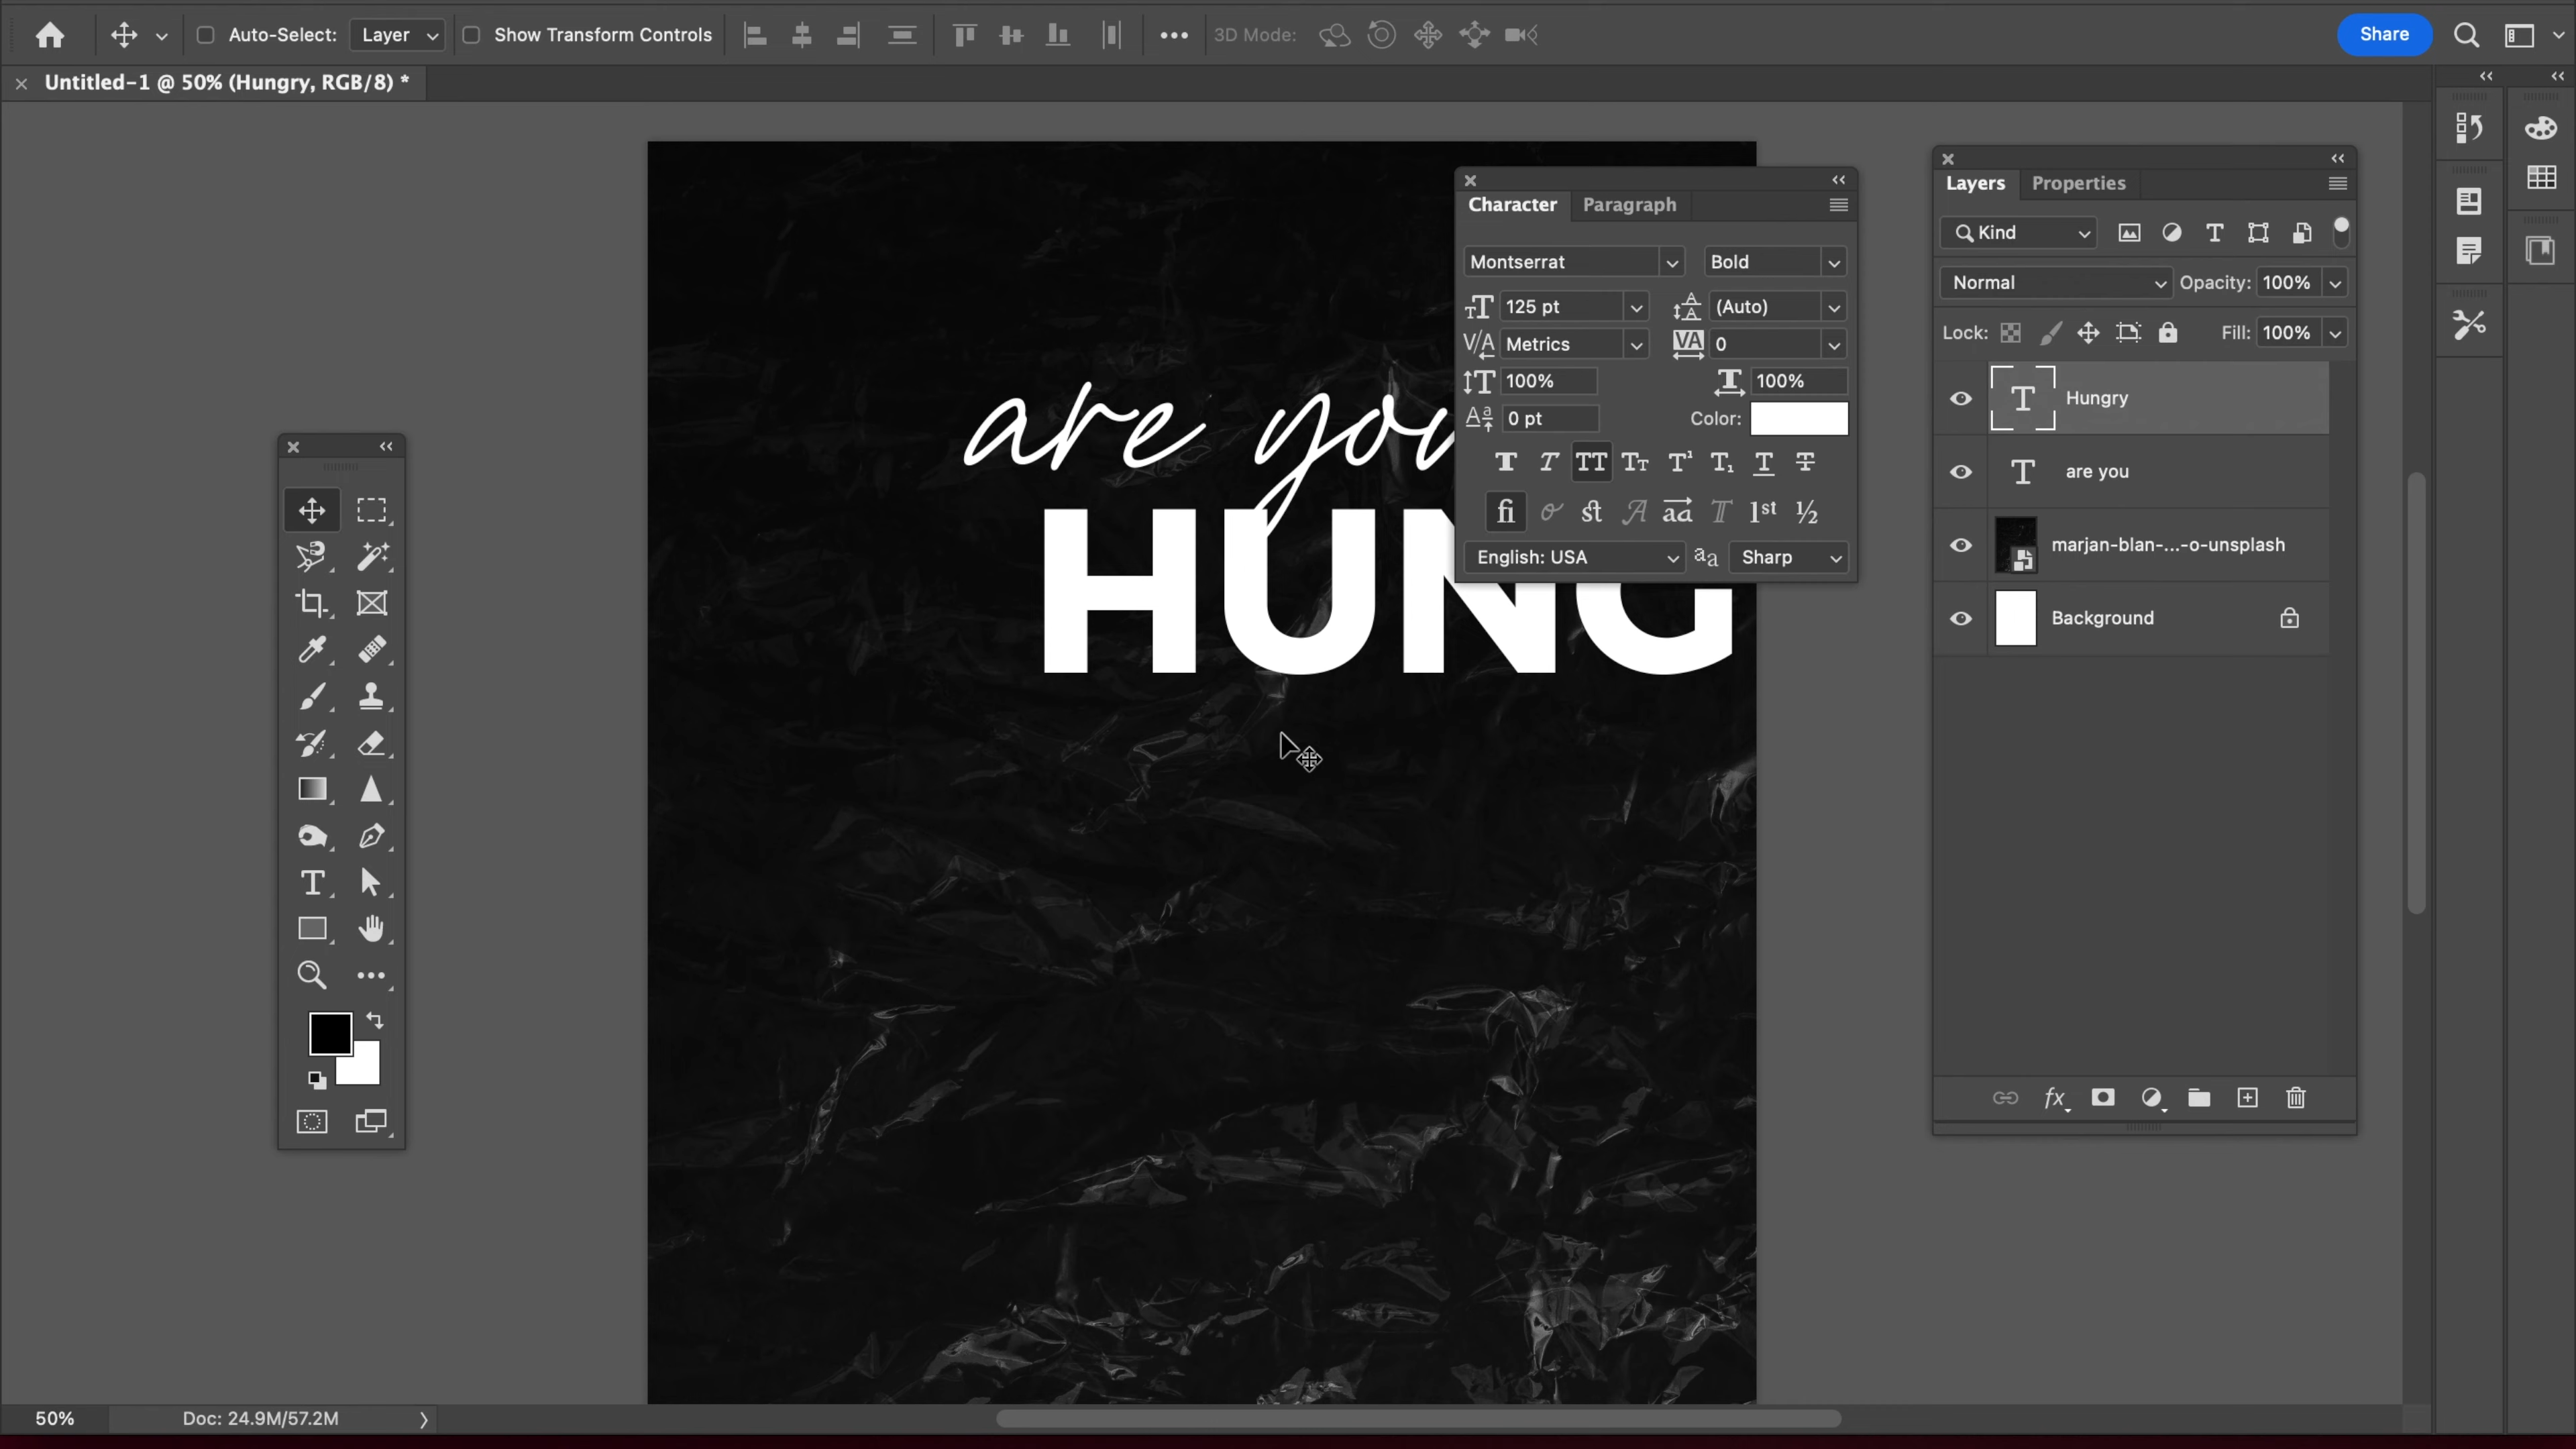 Auto-Select: Layer Show Transform Controls 3D Mode: Share
Untitled-1 @ 50% (Hungry, RGB/8) *
are you
HUNG
Character Paragraph
Montserrat Bold
125 pt (Auto)
Metrics 0
100% 100%
0 pt Color:
English: USA Sharp
Layers Properties
Kind
Normal Opacity: 100%
Lock: Fill: 100%
Hungry
are you
marjan-blan-...-o-unsplash
Background
50% Doc: 24.9M/57.2M